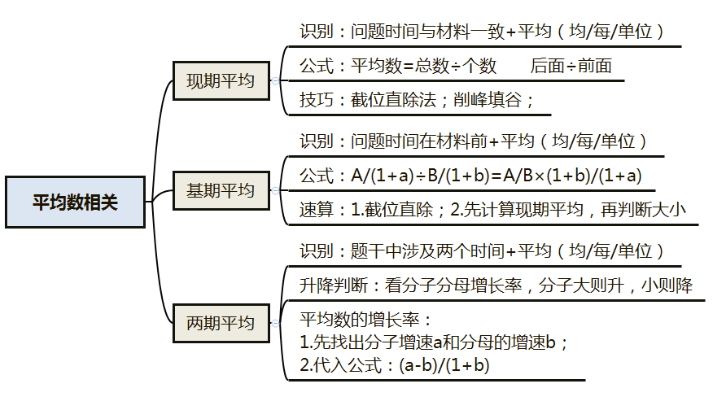 平均数相关
现期平均
识别：问题时间与材料一致+平均（均/每/单位）
公式：平均数=总数÷个数 后面÷前面
技巧：截位直除法；削峰填谷；
基期平均
识别：问题时间在材料前+平均（均/每/单位）
公式：A/(1+a)÷B/(1+b)=A/B×(1+b)/(1+a)
速算：1.截位直除；2.先计算现期平均，再判断大小
两期平均
识别：题干中涉及两个时间+平均（均/每/单位）
升降判断：看分子分母增长率，分子大则升，小则降
平均数的增长率：
1.先找出分子增速a和分母的增速b；
2.代入公式：(a-b)/(1+b)